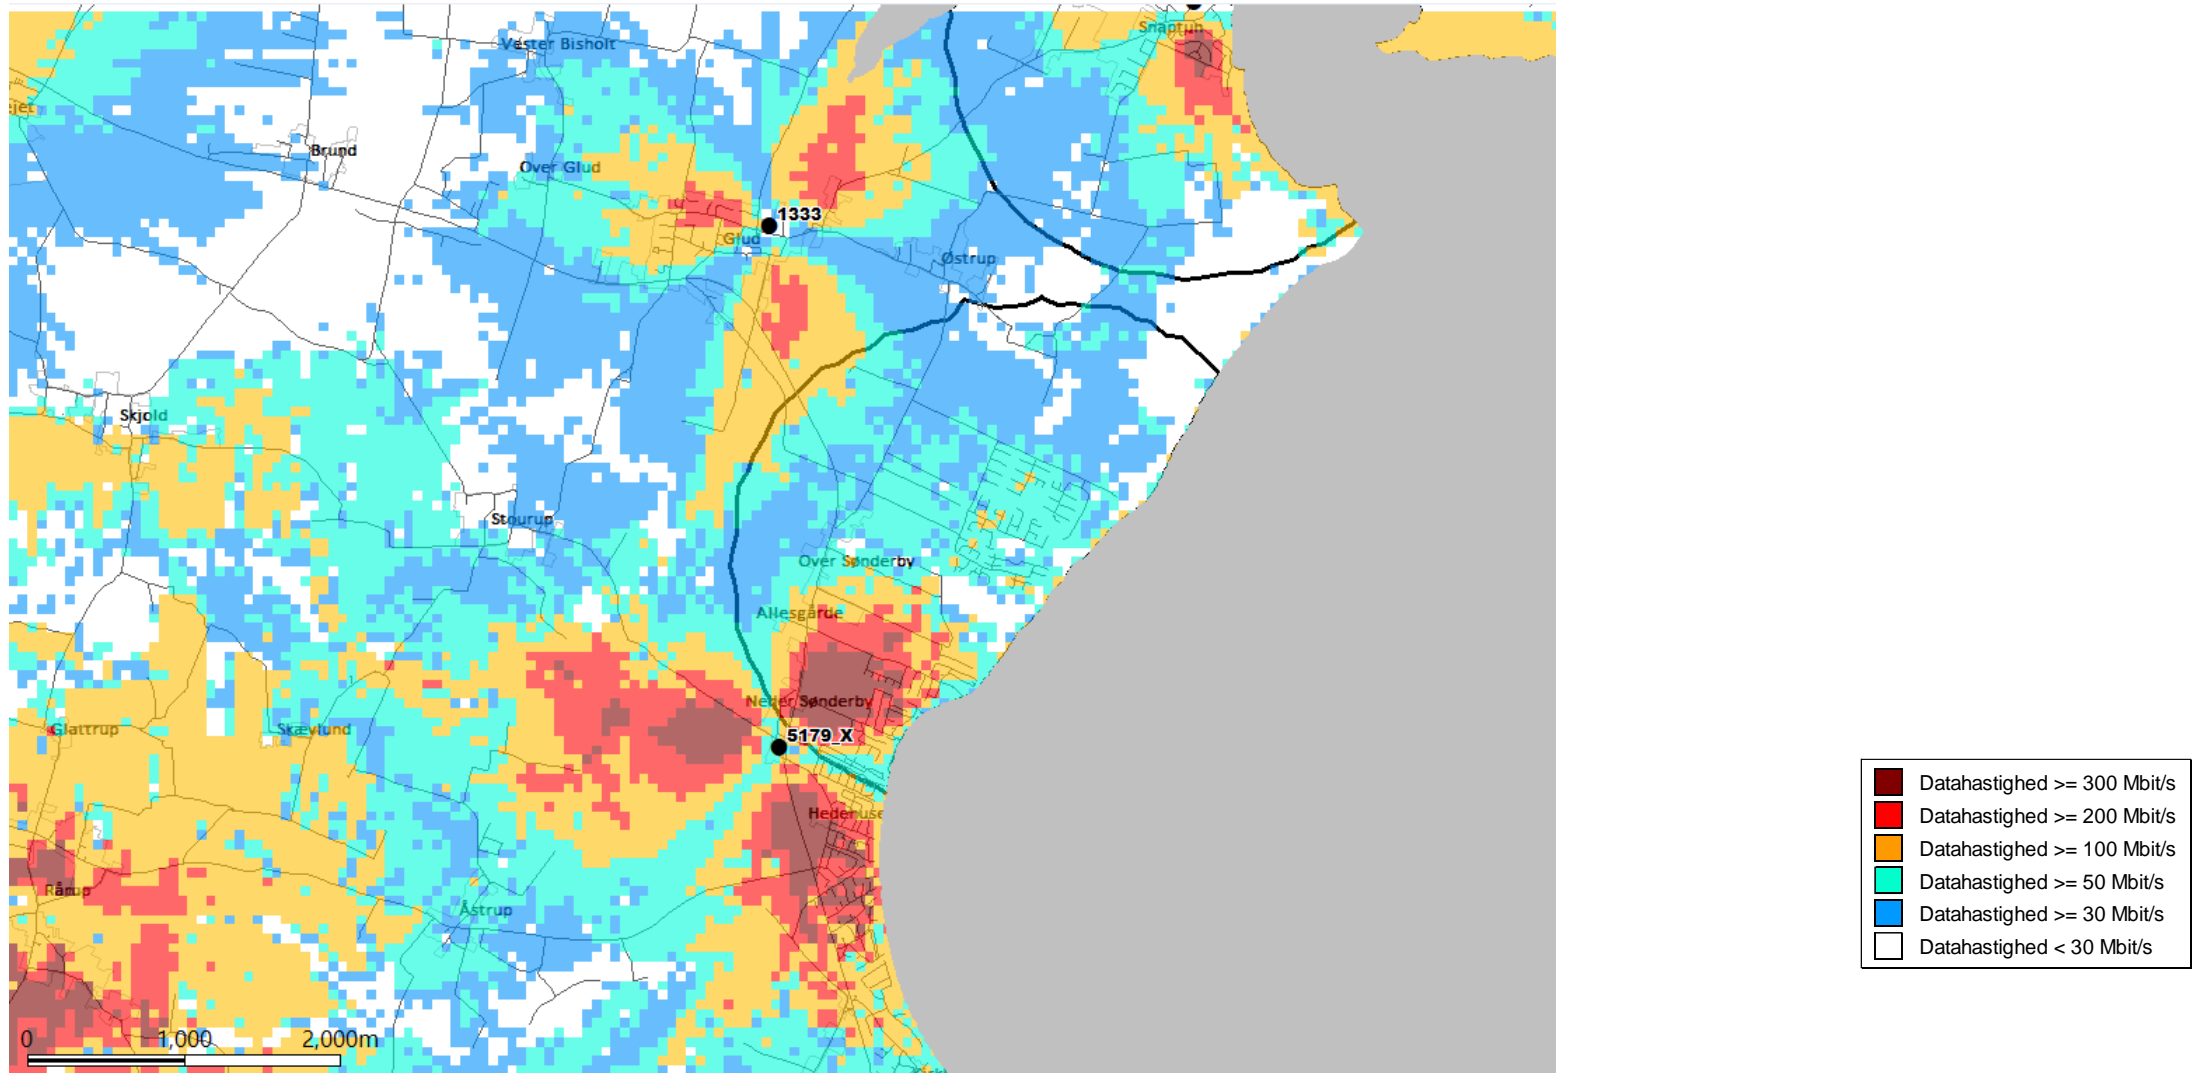 Snaptun
Vester Bisholt
Brund
Over Glud
1333
Glud
Østrup
Skjold
Stourup
Over Sønderby
Allesgårde
Neder Sønderby
5179_X
Glattrup
Skævlund
Rårup
Åstrup
0 1,000 2,000m
Datahastighed >= 300 Mbit/s
Datahastighed >= 200 Mbit/s
Datahastighed >= 100 Mbit/s
Datahastighed >= 50 Mbit/s
Datahastighed >= 30 Mbit/s
Datahastighed < 30 Mbit/s